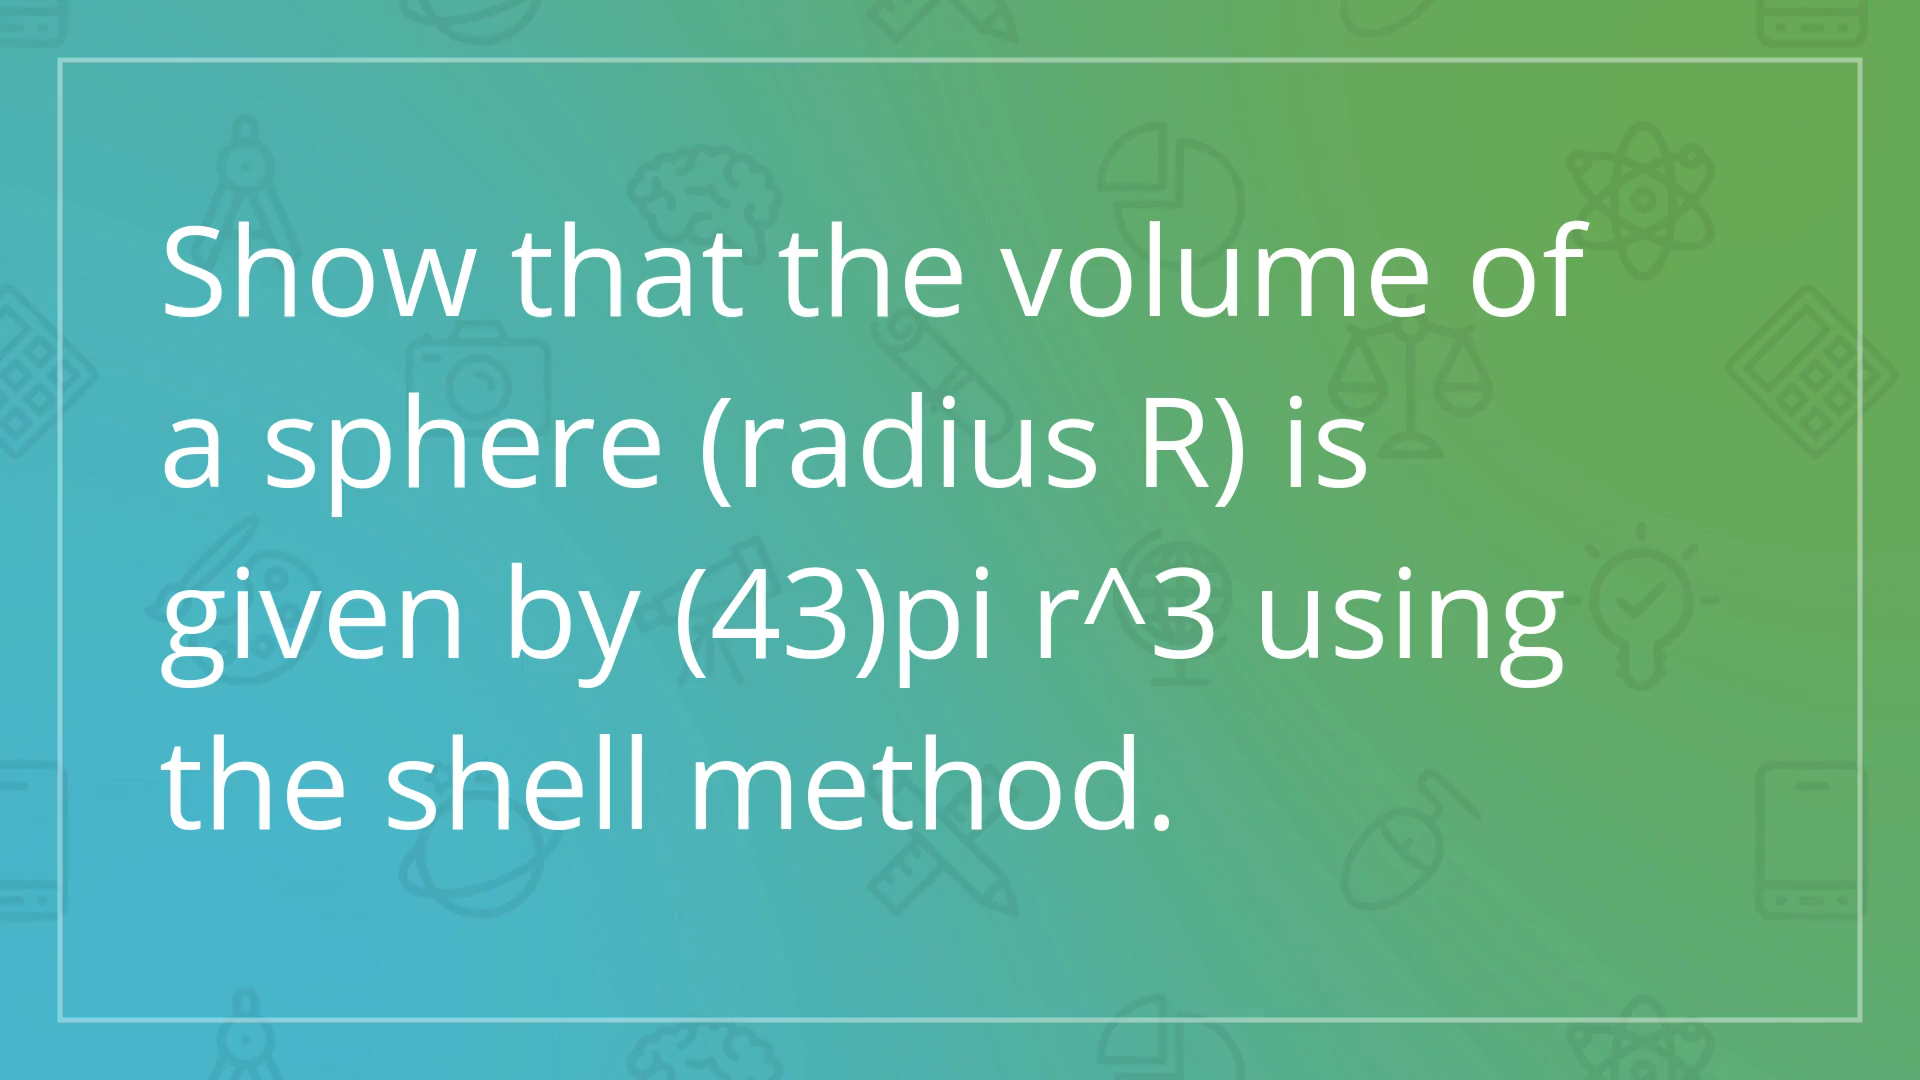 Show that the volume of
a sphere (radius R) is
given by (43)pi r^3 using
the shell method.